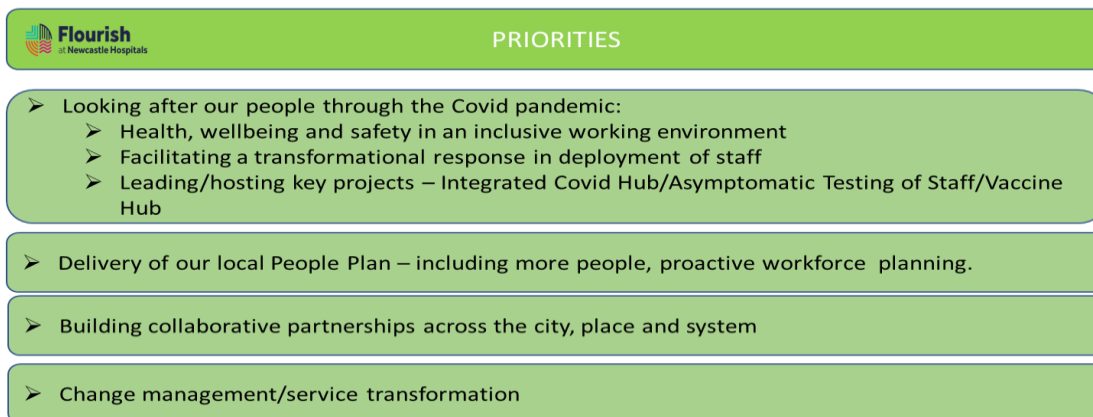 Flourish
at Newcastle Hospitals
PRIORITIES
➢ Looking after our people through the Covid pandemic:
➢ Health, wellbeing and safety in an inclusive working environment
➢ Facilitating a transformational response in deployment of staff
➢ Leading/hosting key projects – Integrated Covid Hub/Asymptomatic Testing of Staff/Vaccine
Hub
➢ Delivery of our local People Plan – including more people, proactive workforce planning.
➢ Building collaborative partnerships across the city, place and system
➢ Change management/service transformation